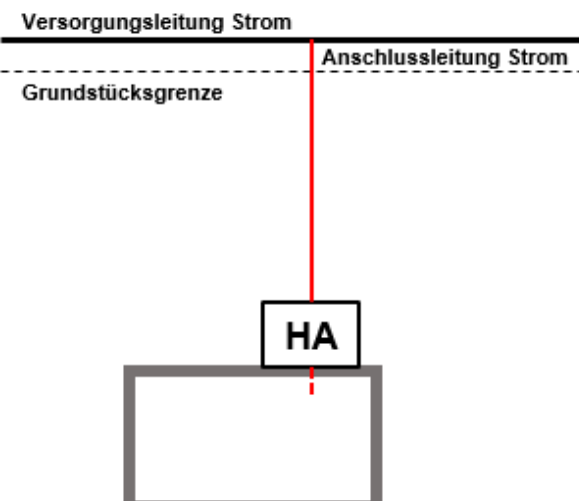 Versorgungsleitung Strom
Anschlussleitung Strom
Grundstücksgrenze
HA